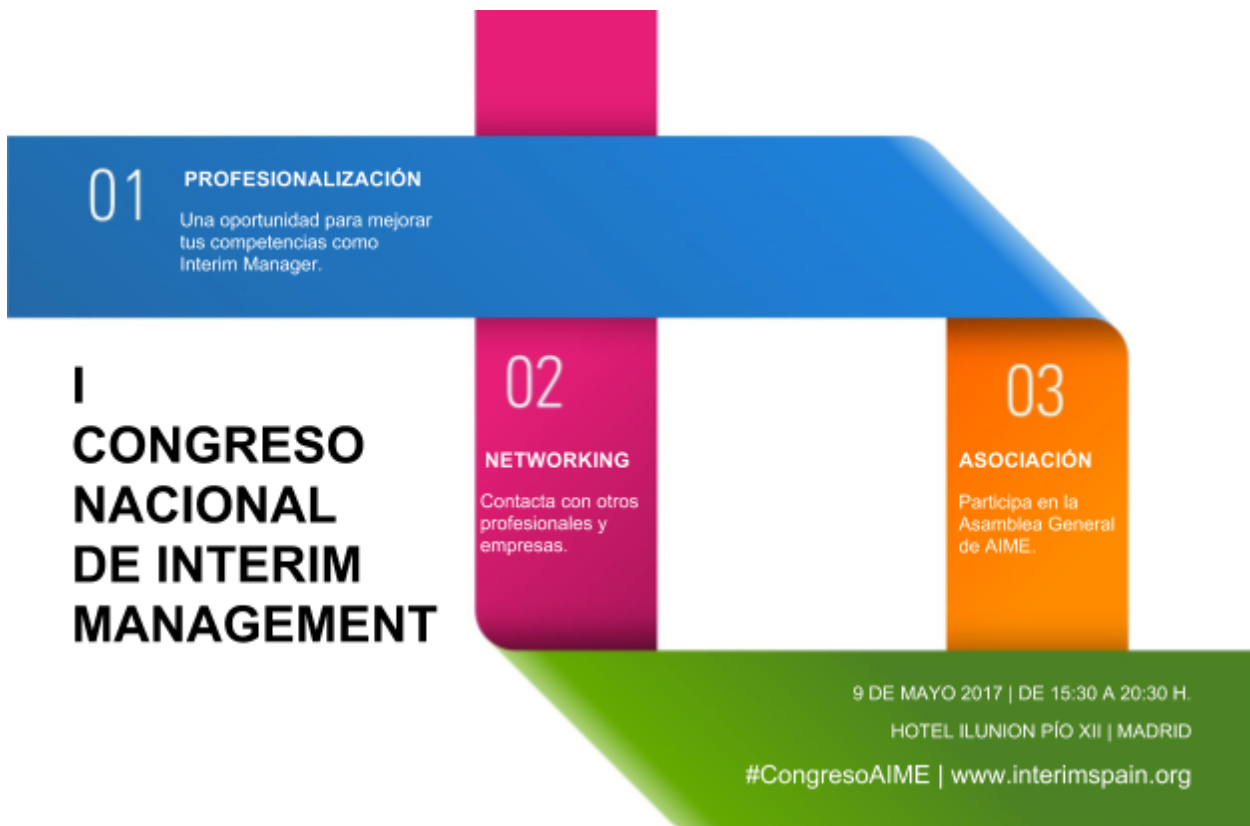 01
PROFESIONALIZACIÓN
Una oportunidad para mejorar
tus competencias como
Interim Manager.
I
CONGRESO
NACIONAL
DE INTERIM
MANAGEMENT
02
NETWORKING
Contacta con otros
profesionales y
empresas.
03
ASOCIACIÓN
Participa en la
Asamblea General
de AIME.
9 DE MAYO 2017 | DE 15:30 A 20:30 H.
HOTEL ILUNION PÍO XII | MADRID
#CongresoAIME | www.interimspain.org